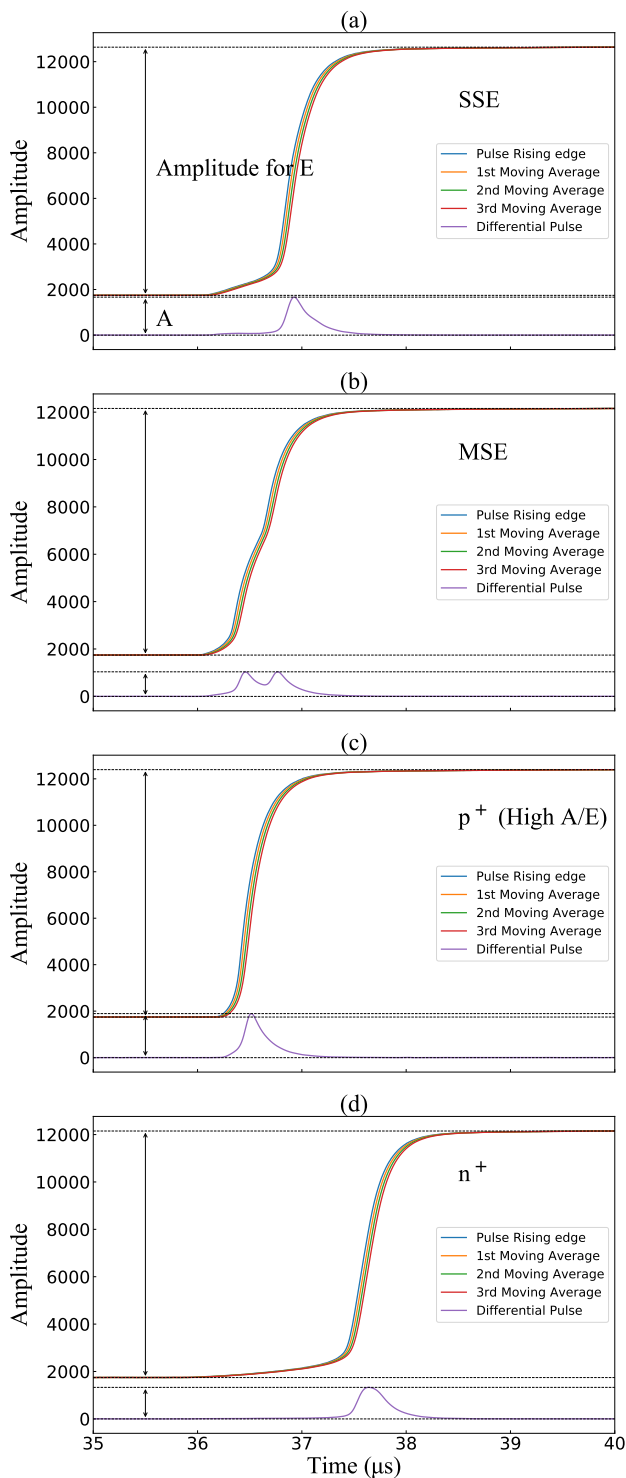 (a)
12000
10000
8000
6000
4000
2000
0
Amplitude
SSE
Amplitude for E
A
Pulse Rising edge
1st Moving Average
2nd Moving Average
3rd Moving Average
Differential Pulse
(b)
12000
10000
8000
6000
4000
2000
0
Amplitude
MSE
Pulse Rising edge
1st Moving Average
2nd Moving Average
3rd Moving Average
Differential Pulse
(c)
12000
10000
8000
6000
4000
2000
0
Amplitude
p⁺ (High A/E)
Pulse Rising edge
1st Moving Average
2nd Moving Average
3rd Moving Average
Differential Pulse
(d)
12000
10000
8000
6000
4000
2000
0
Amplitude
n⁺
Pulse Rising edge
1st Moving Average
2nd Moving Average
3rd Moving Average
Differential Pulse
35 36 37 38 39 40
Time (μs)